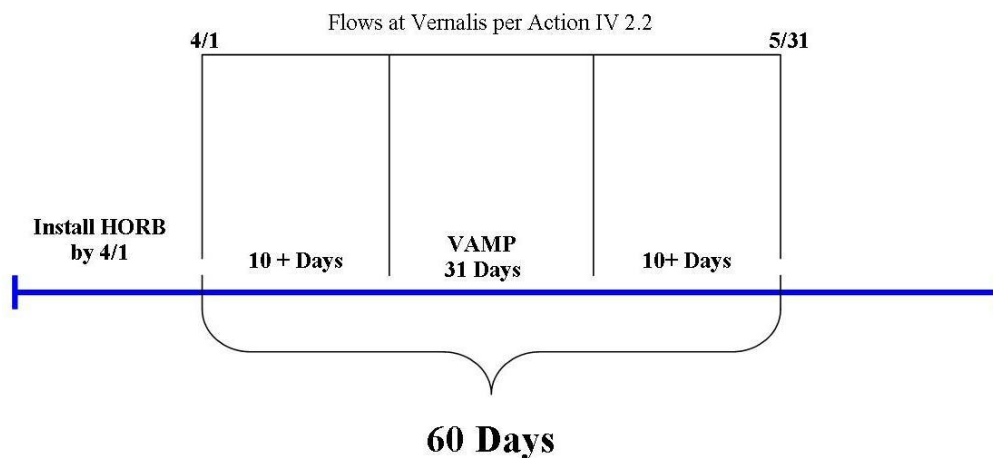 Flows at Vernalis per Action IV 2.2
4/1
5/31
Install HORB
by 4/1
10 + Days
VAMP
31 Days
10+ Days
60 Days